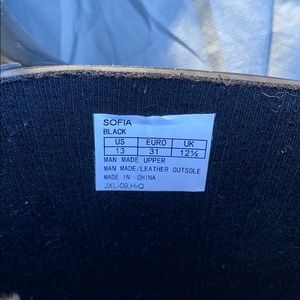 SOFIA
BLACK
US EURO UK
13 31 12½
MAN MADE UPPER
MAN MADE/LEATHER OUTSOLE
MADE IN CHINA
JXL-09,H-Q